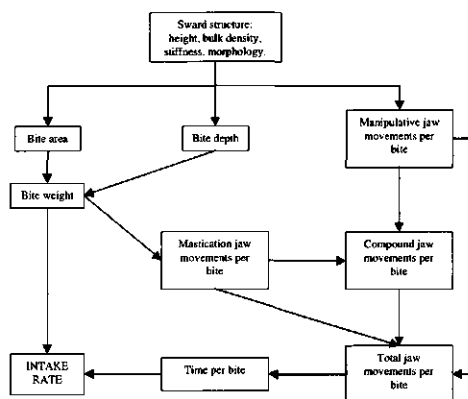 Sward structure:
height, bulk density,
stiffness, morphology.
Bite area
Bite depth
Manipulative jaw
movements per
bite
Bite weight
Mastication jaw
movements per
bite
Compound jaw
movements per
bite
INTAKE
RATE
Time per bite
Total jaw
movements per
bite